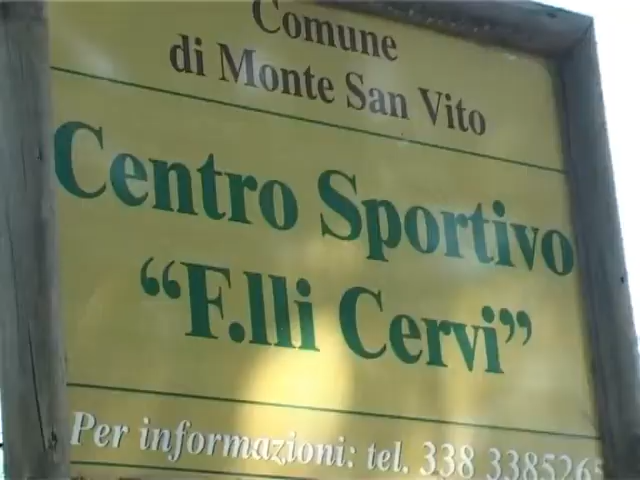 Comune
di Monte San Vito
Centro Sportivo
“F.lli Cervi”
Per informazioni: tel. 338 3385265